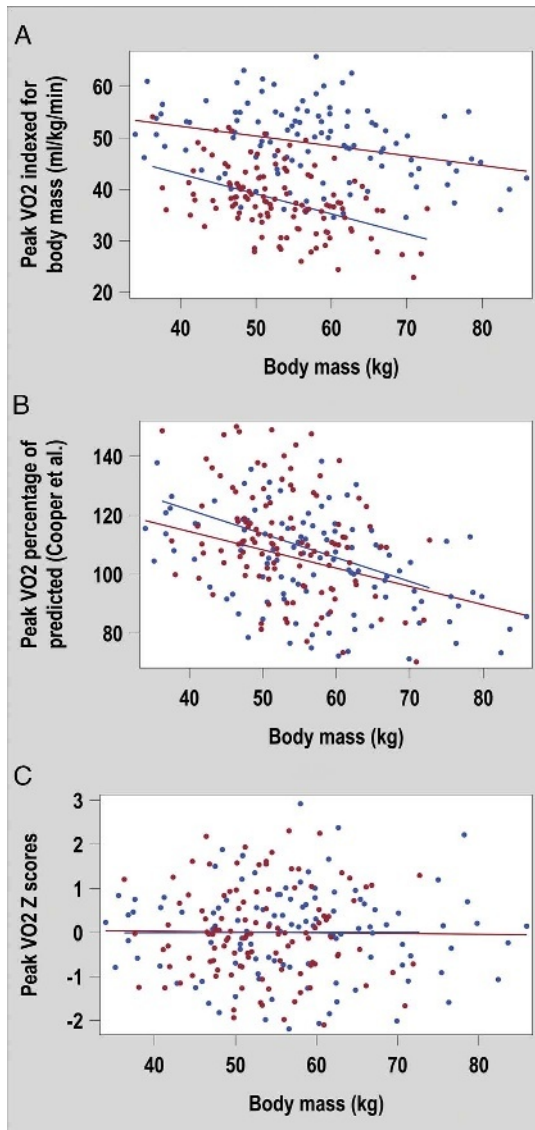 A
Peak VO2 indexed for
body mass (ml/kg/min)
60
50
40
30
20
40 50 60 70 80
Body mass (kg)
B
Peak VO2 percentage of
predicted (Cooper et al.)
140
120
100
80
40 50 60 70 80
Body mass (kg)
C
Peak VO2 Z scores
3
2
1
0
-1
-2
40 50 60 70 80
Body mass (kg)